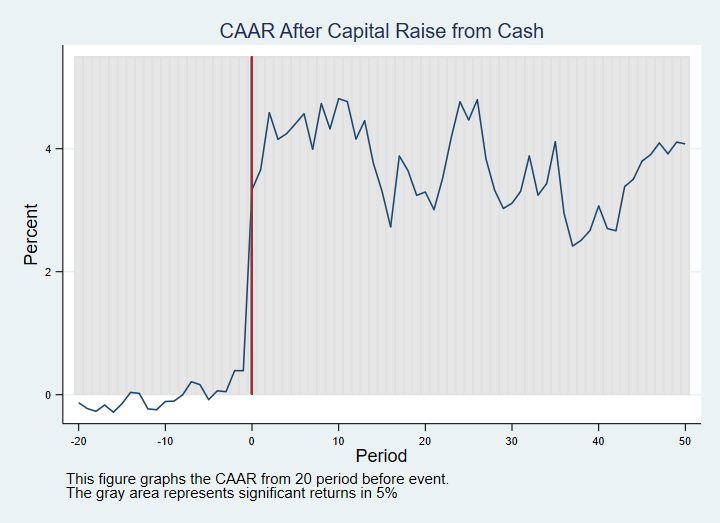 CAAR After Capital Raise from Cash
Percent
4
2
0
-20 -10 0 10 20 30 40 50
Period
This figure graphs the CAAR from 20 period before event.
The gray area represents significant returns in 5%